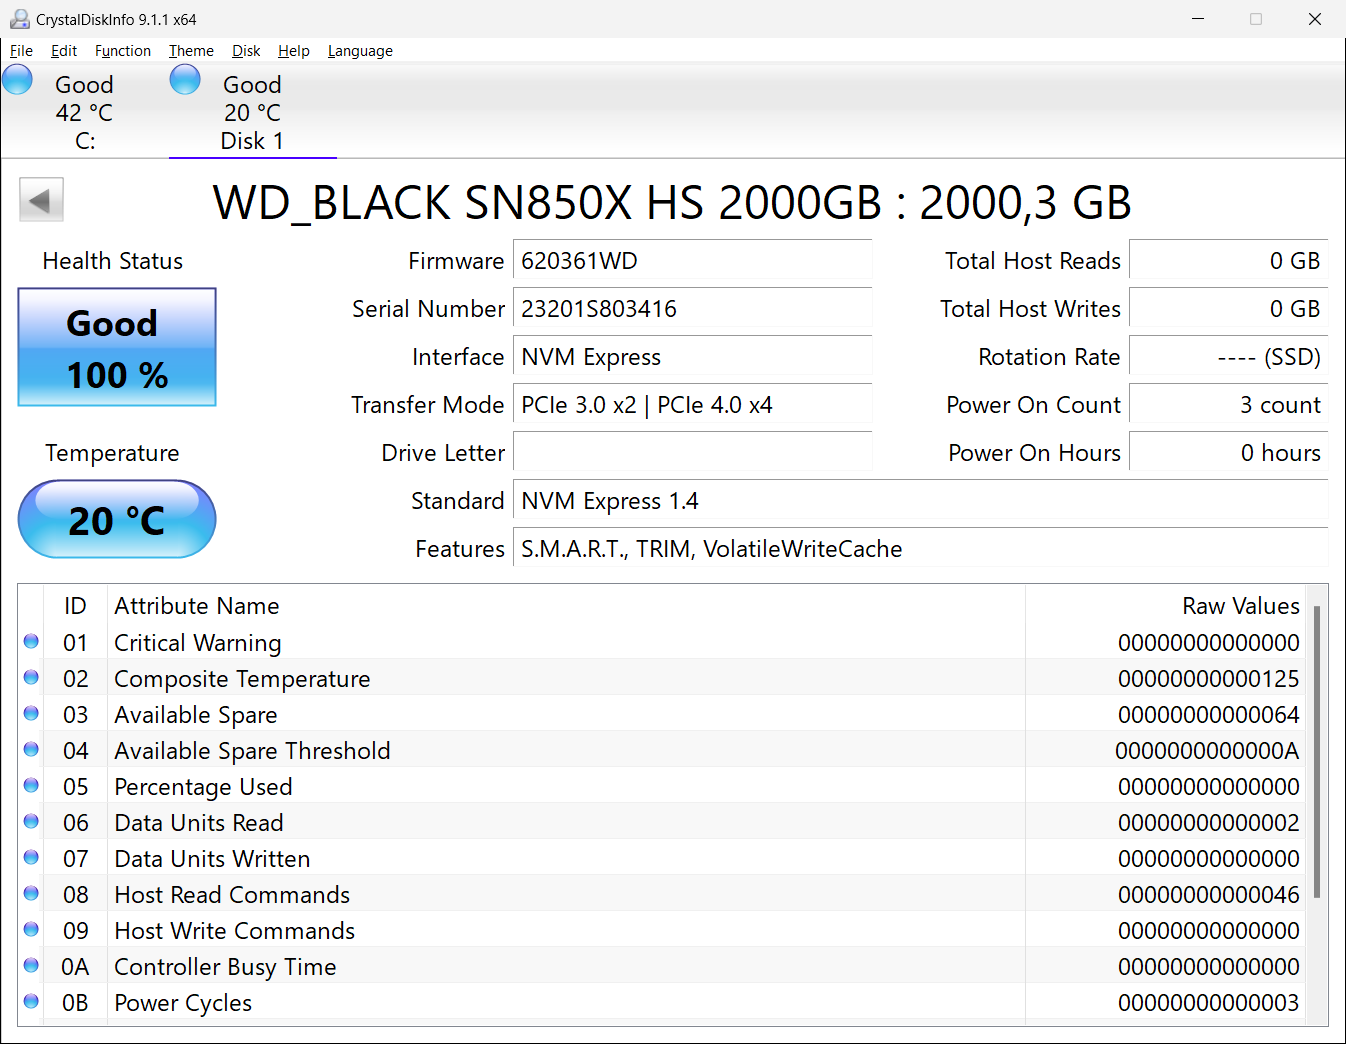 CrystalDiskInfo 9.1.1 x64
File Edit Function Theme Disk Help Language
Good
42 °C
C:
Good
20 °C
Disk 1
WD_BLACK SN850X HS 2000GB : 2000,3 GB
Health Status
Good
100 %
Temperature
20 °C
Firmware 620361WD
Serial Number 23201S803416
Interface NVM Express
Transfer Mode PCIe 3.0 x2 | PCIe 4.0 x4
Drive Letter
Standard NVM Express 1.4
Features S.M.A.R.T., TRIM, VolatileWriteCache
Total Host Reads 0 GB
Total Host Writes 0 GB
Rotation Rate ---- (SSD)
Power On Count 3 count
Power On Hours 0 hours
ID Attribute Name Raw Values
01 Critical Warning 00000000000000
02 Composite Temperature 00000000000125
03 Available Spare 00000000000064
04 Available Spare Threshold 0000000000000A
05 Percentage Used 00000000000000
06 Data Units Read 00000000000002
07 Data Units Written 00000000000000
08 Host Read Commands 00000000000046
09 Host Write Commands 00000000000000
0A Controller Busy Time 00000000000000
0B Power Cycles 00000000000003